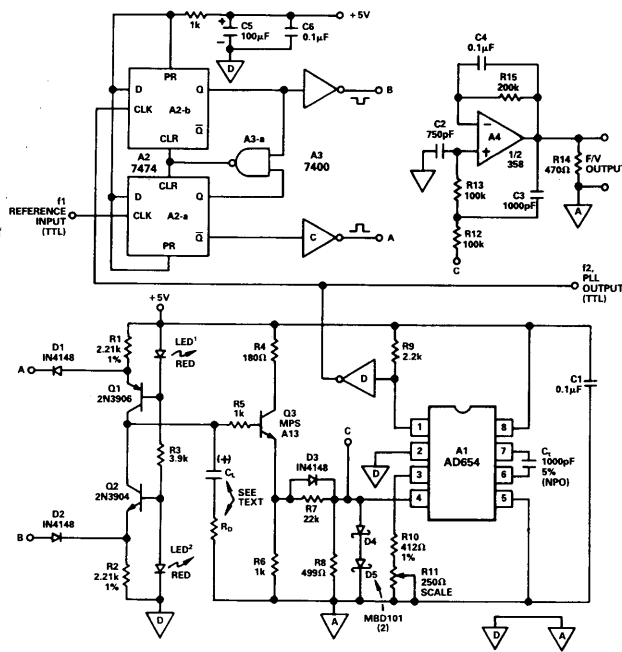 1k
+
C5
100μF
–
C6
0.1μF
+5V
D
PR
D
Q
CLK
A2-b
Q̅
CLR
B
A3-a
A3
7400
A2
7474
CLR
D
Q
CLK
A2-a
Q̅
PR
C
A
f1
REFERENCE
INPUT
(TTL)
C4
0.1μF
R15
200k
C2
750pF
–
+
A4
1/2
358
R14
470Ω
F/V
OUTPUT
R13
100k
C3
1000pF
R12
100k
C
A
f2,
PLL
OUTPUT
(TTL)
+5V
D1
IN4148
A
R1
2.21k
1%
LED¹
RED
Q1
2N3906
R3
3.9k
Q2
2N3904
D2
IN4148
B
R2
2.21k
1%
LED²
RED
D
R4
180Ω
R5
1k
Q3
MPS
A13
(+)
CL
SEE
TEXT
RD
D3
IN4148
R7
22k
R6
1k
R8
499Ω
A
C
D4
D5
MBD101
(2)
D
R9
2.2k
D
1
2
3
4
A1
AD654
8
7
6
5
Ct
1000pF
5%
(NPO)
C1
0.1μF
R10
412Ω
1%
R11
250Ω
SCALE
D
A